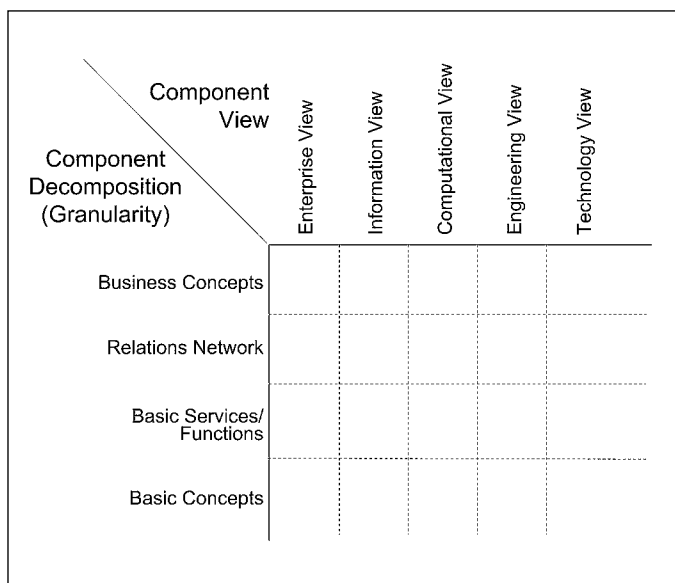 Component
View
Component
Decomposition
(Granularity)
Enterprise View
Information View
Computational View
Engineering View
Technology View
Business Concepts
Relations Network
Basic Services/
Functions
Basic Concepts